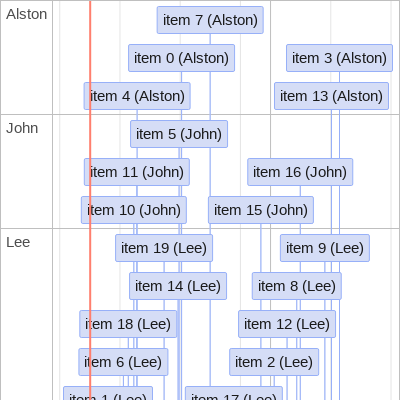 Alston
item 7 (Alston)
item 0 (Alston)
item 3 (Alston)
item 4 (Alston)
item 13 (Alston)
John
item 5 (John)
item 11 (John)
item 16 (John)
item 10 (John)
item 15 (John)
Lee
item 19 (Lee)
item 9 (Lee)
item 14 (Lee)
item 8 (Lee)
item 18 (Lee)
item 12 (Lee)
item 6 (Lee)
item 2 (Lee)
item 1 (Lee)
item 17 (Lee)